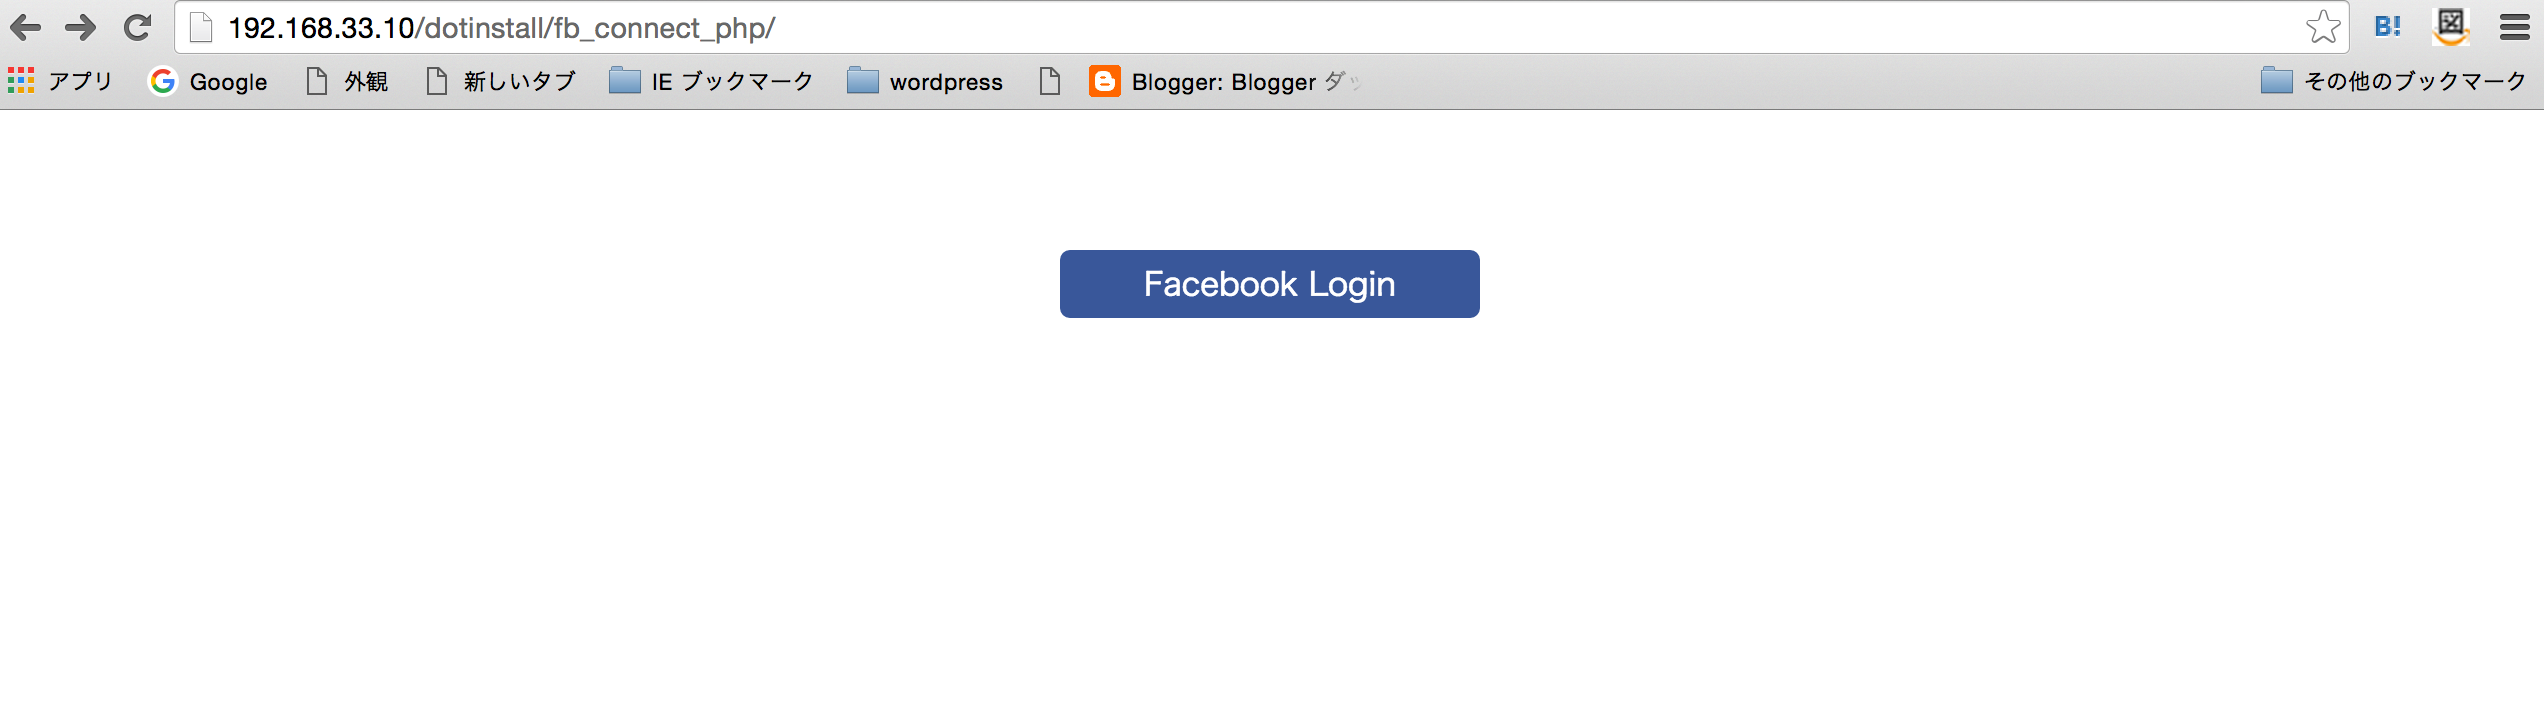 192.168.33.10/dotinstall/fb_connect_php/
B!
アプリ Google 外観 新しいタブ IE ブックマーク wordpress Blogger: Blogger ダッ その他のブックマーク
Facebook Login